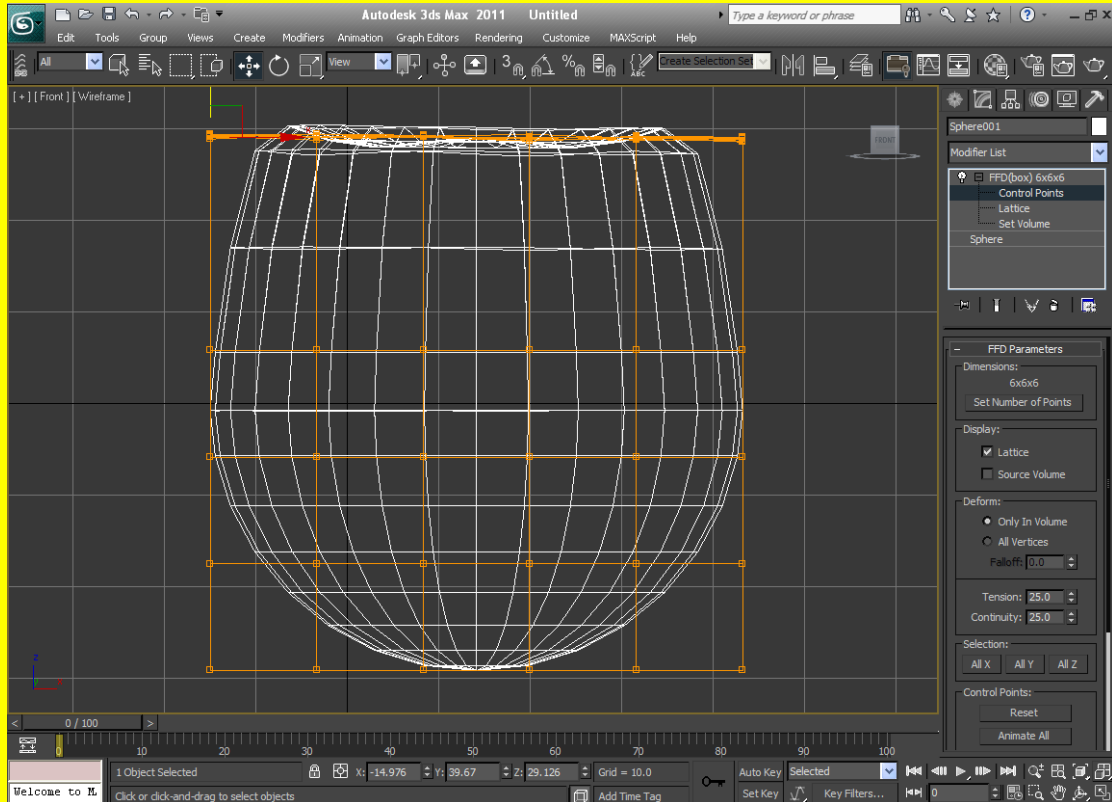 Autodesk 3ds Max 2011 Untitled
Type a keyword or phrase
Edit Tools Group Views Create Modifiers Animation Graph Editors Rendering Customize MAXScript Help
All
View
3
%
ABC
Create Selection Set
[ + ] [ Front ] [ Wireframe ]
FRONT
Sphere001
Modifier List
FFD(box) 6x6x6
Control Points
Lattice
Set Volume
Sphere
FFD Parameters
Dimensions:
6x6x6
Set Number of Points
Display:
Lattice
Source Volume
Deform:
Only In Volume
All Vertices
Falloff: 0.0
Tension: 25.0
Continuity: 25.0
Selection:
All X All Y All Z
Control Points:
Reset
Animate All
z
< 0 / 100 >
0 10 20 30 40 50 60 70 80 90 100
1 Object Selected X: -14.976 Y: 39.67 Z: 29.126 Grid = 10.0 Auto Key Selected
Welcome to M. Click or click-and-drag to select objects Add Time Tag Set Key Key Filters... 0